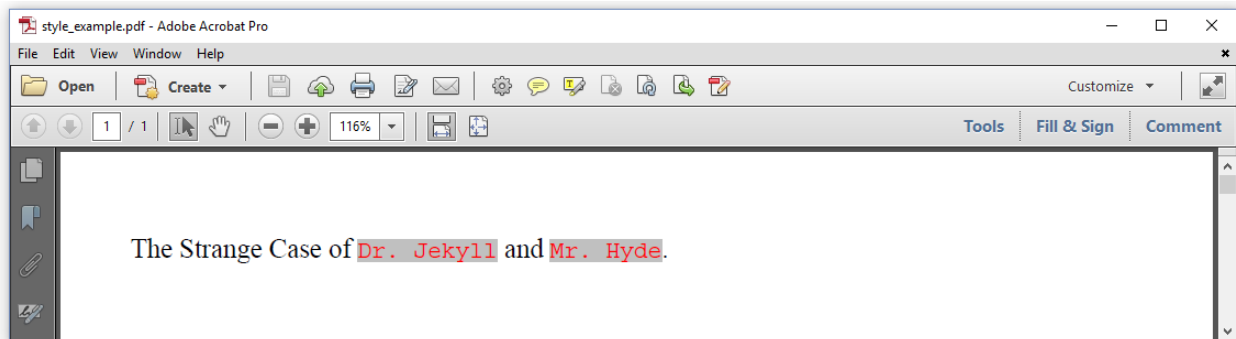 style_example.pdf - Adobe Acrobat Pro
File Edit View Window Help
Open Create Customize
1 / 1 116% Tools Fill & Sign Comment
The Strange Case of Dr. Jekyll and Mr. Hyde.